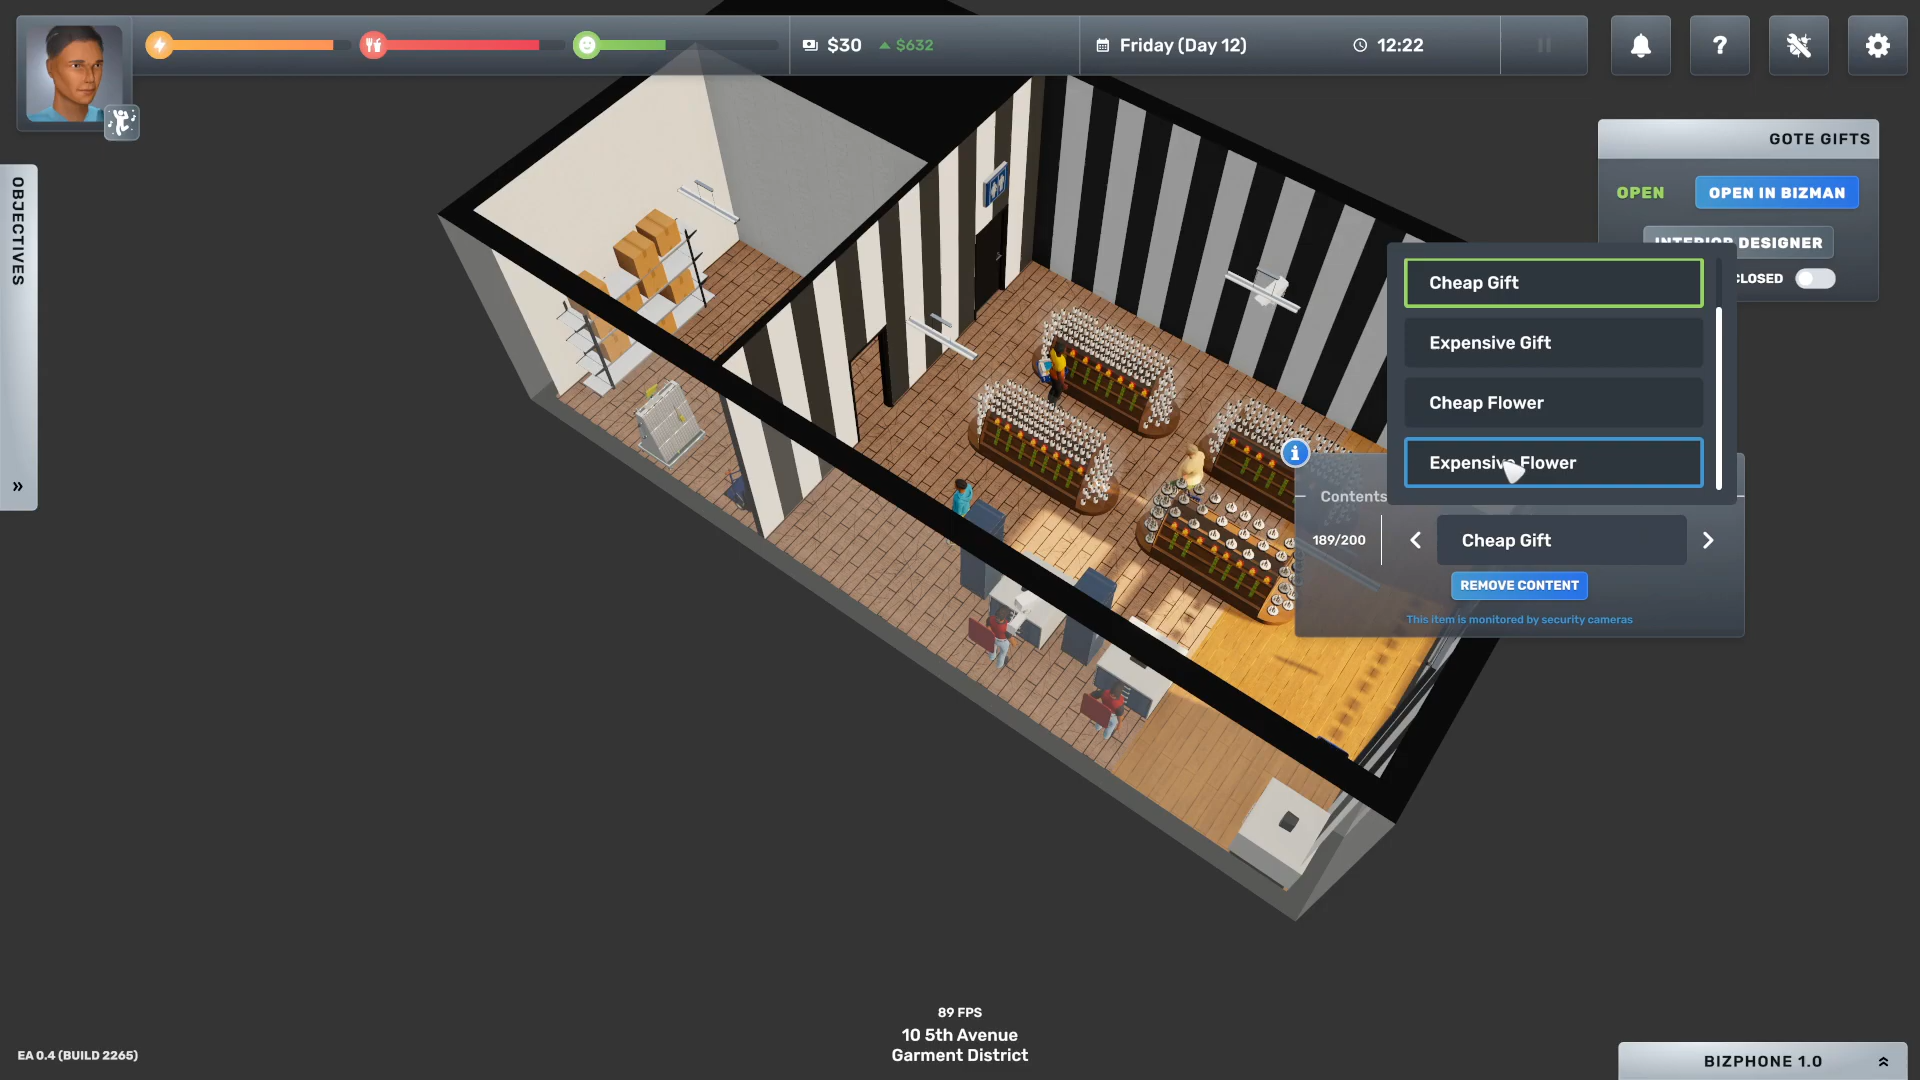 $30
$632
Friday (Day 12)
12:22
?
OBJECTIVES
»
GOTE GIFTS
OPEN
OPEN IN BIZMAN
INTERIOR DESIGNER
CLOSED
Cheap Gift
Expensive Gift
Cheap Flower
Expensive Flower
Contents
189/200
Cheap Gift
REMOVE CONTENT
This item is monitored by security cameras
89 FPS
10 5th Avenue
Garment District
EA 0.4 (BUILD 2265)
BIZPHONE 1.0